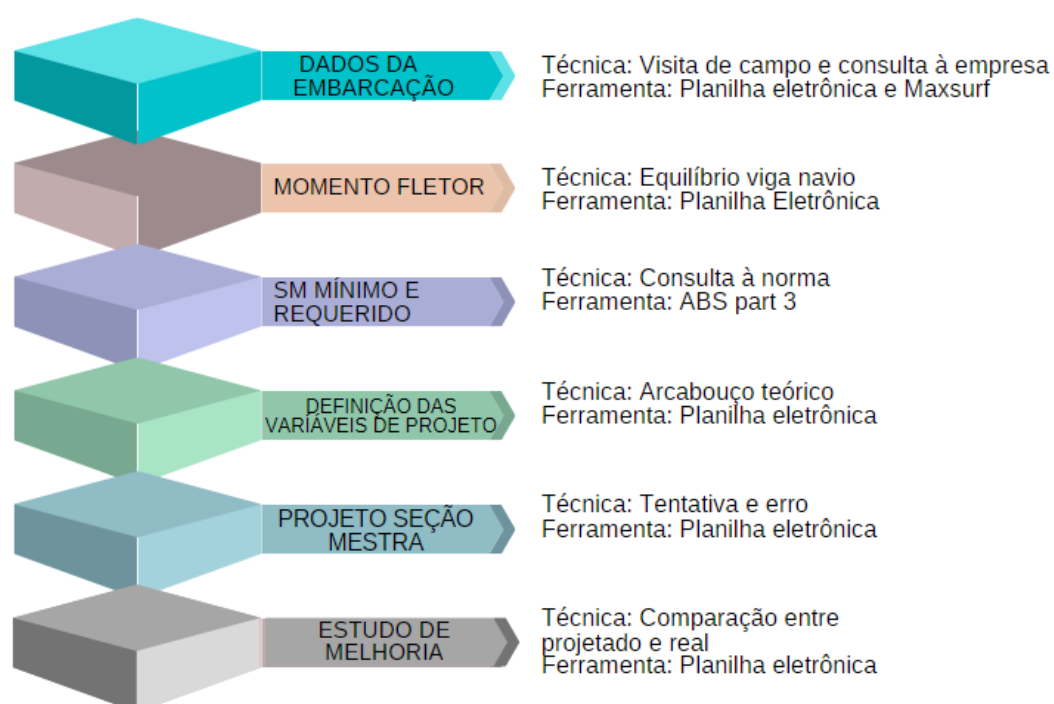 DADOS DA
EMBARCAÇÃO
Técnica: Visita de campo e consulta à empresa
Ferramenta: Planilha eletrônica e Maxsurf
MOMENTO FLETOR
Técnica: Equilíbrio viga navio
Ferramenta: Planilha Eletrônica
SM MÍNIMO E
REQUERIDO
Técnica: Consulta à norma
Ferramenta: ABS part 3
DEFINIÇÃO DAS
VARIÁVEIS DE PROJETO
Técnica: Arcabouço teórico
Ferramenta: Planilha eletrônica
PROJETO SEÇÃO
MESTRA
Técnica: Tentativa e erro
Ferramenta: Planilha eletrônica
ESTUDO DE
MELHORIA
Técnica: Comparação entre
projetado e real
Ferramenta: Planilha eletrônica